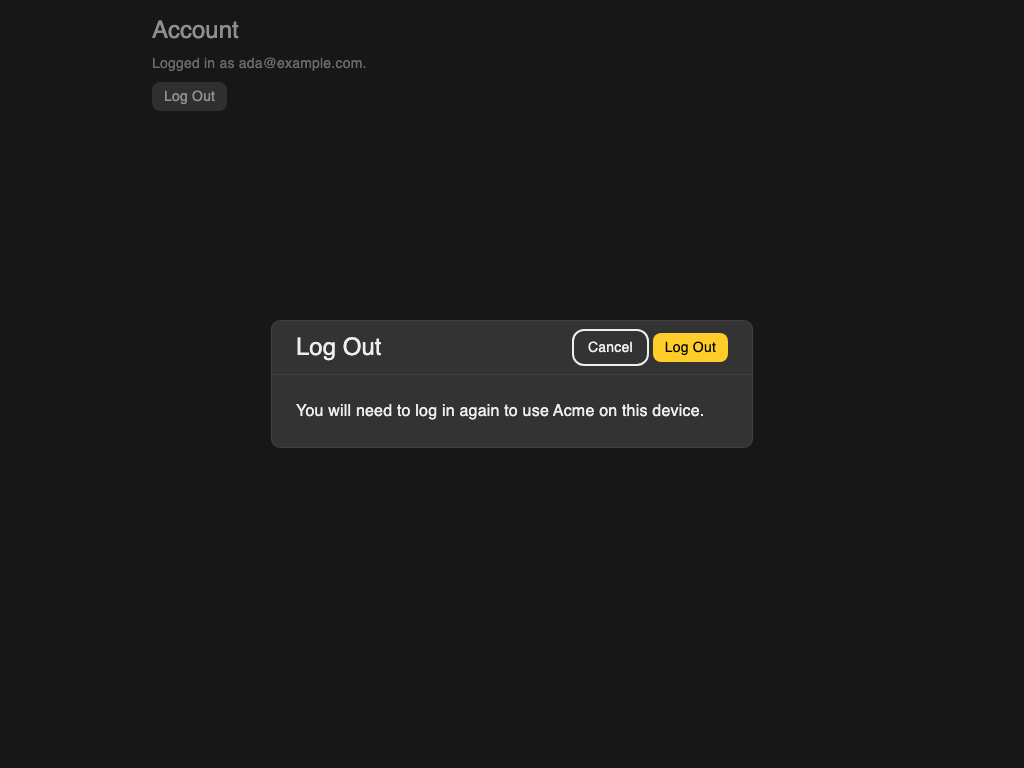 Account
Logged in as ada@example.com.
Log Out
Log Out
Cancel
Log Out
You will need to log in again to use Acme on this device.